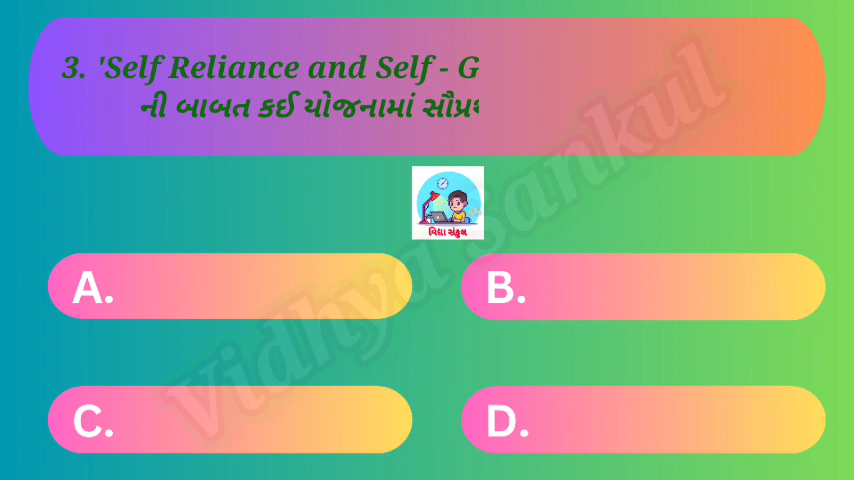 3. 'Self Reliance and Self - G
ની બાબત કઈ યોજનામાં
વિદ્યા સંકુલ
A.
B.
C.
D.
Vidhya Sankul